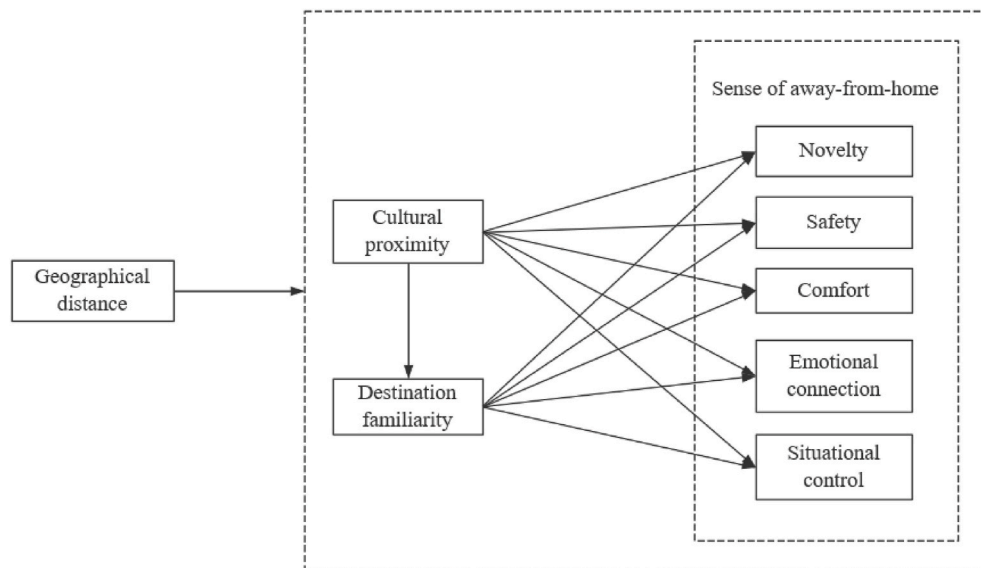 Sense of away-from-home
Novelty
Cultural
proximity
Safety
Geographical
distance
Comfort
Destination
familiarity
Emotional
connection
Situational
control